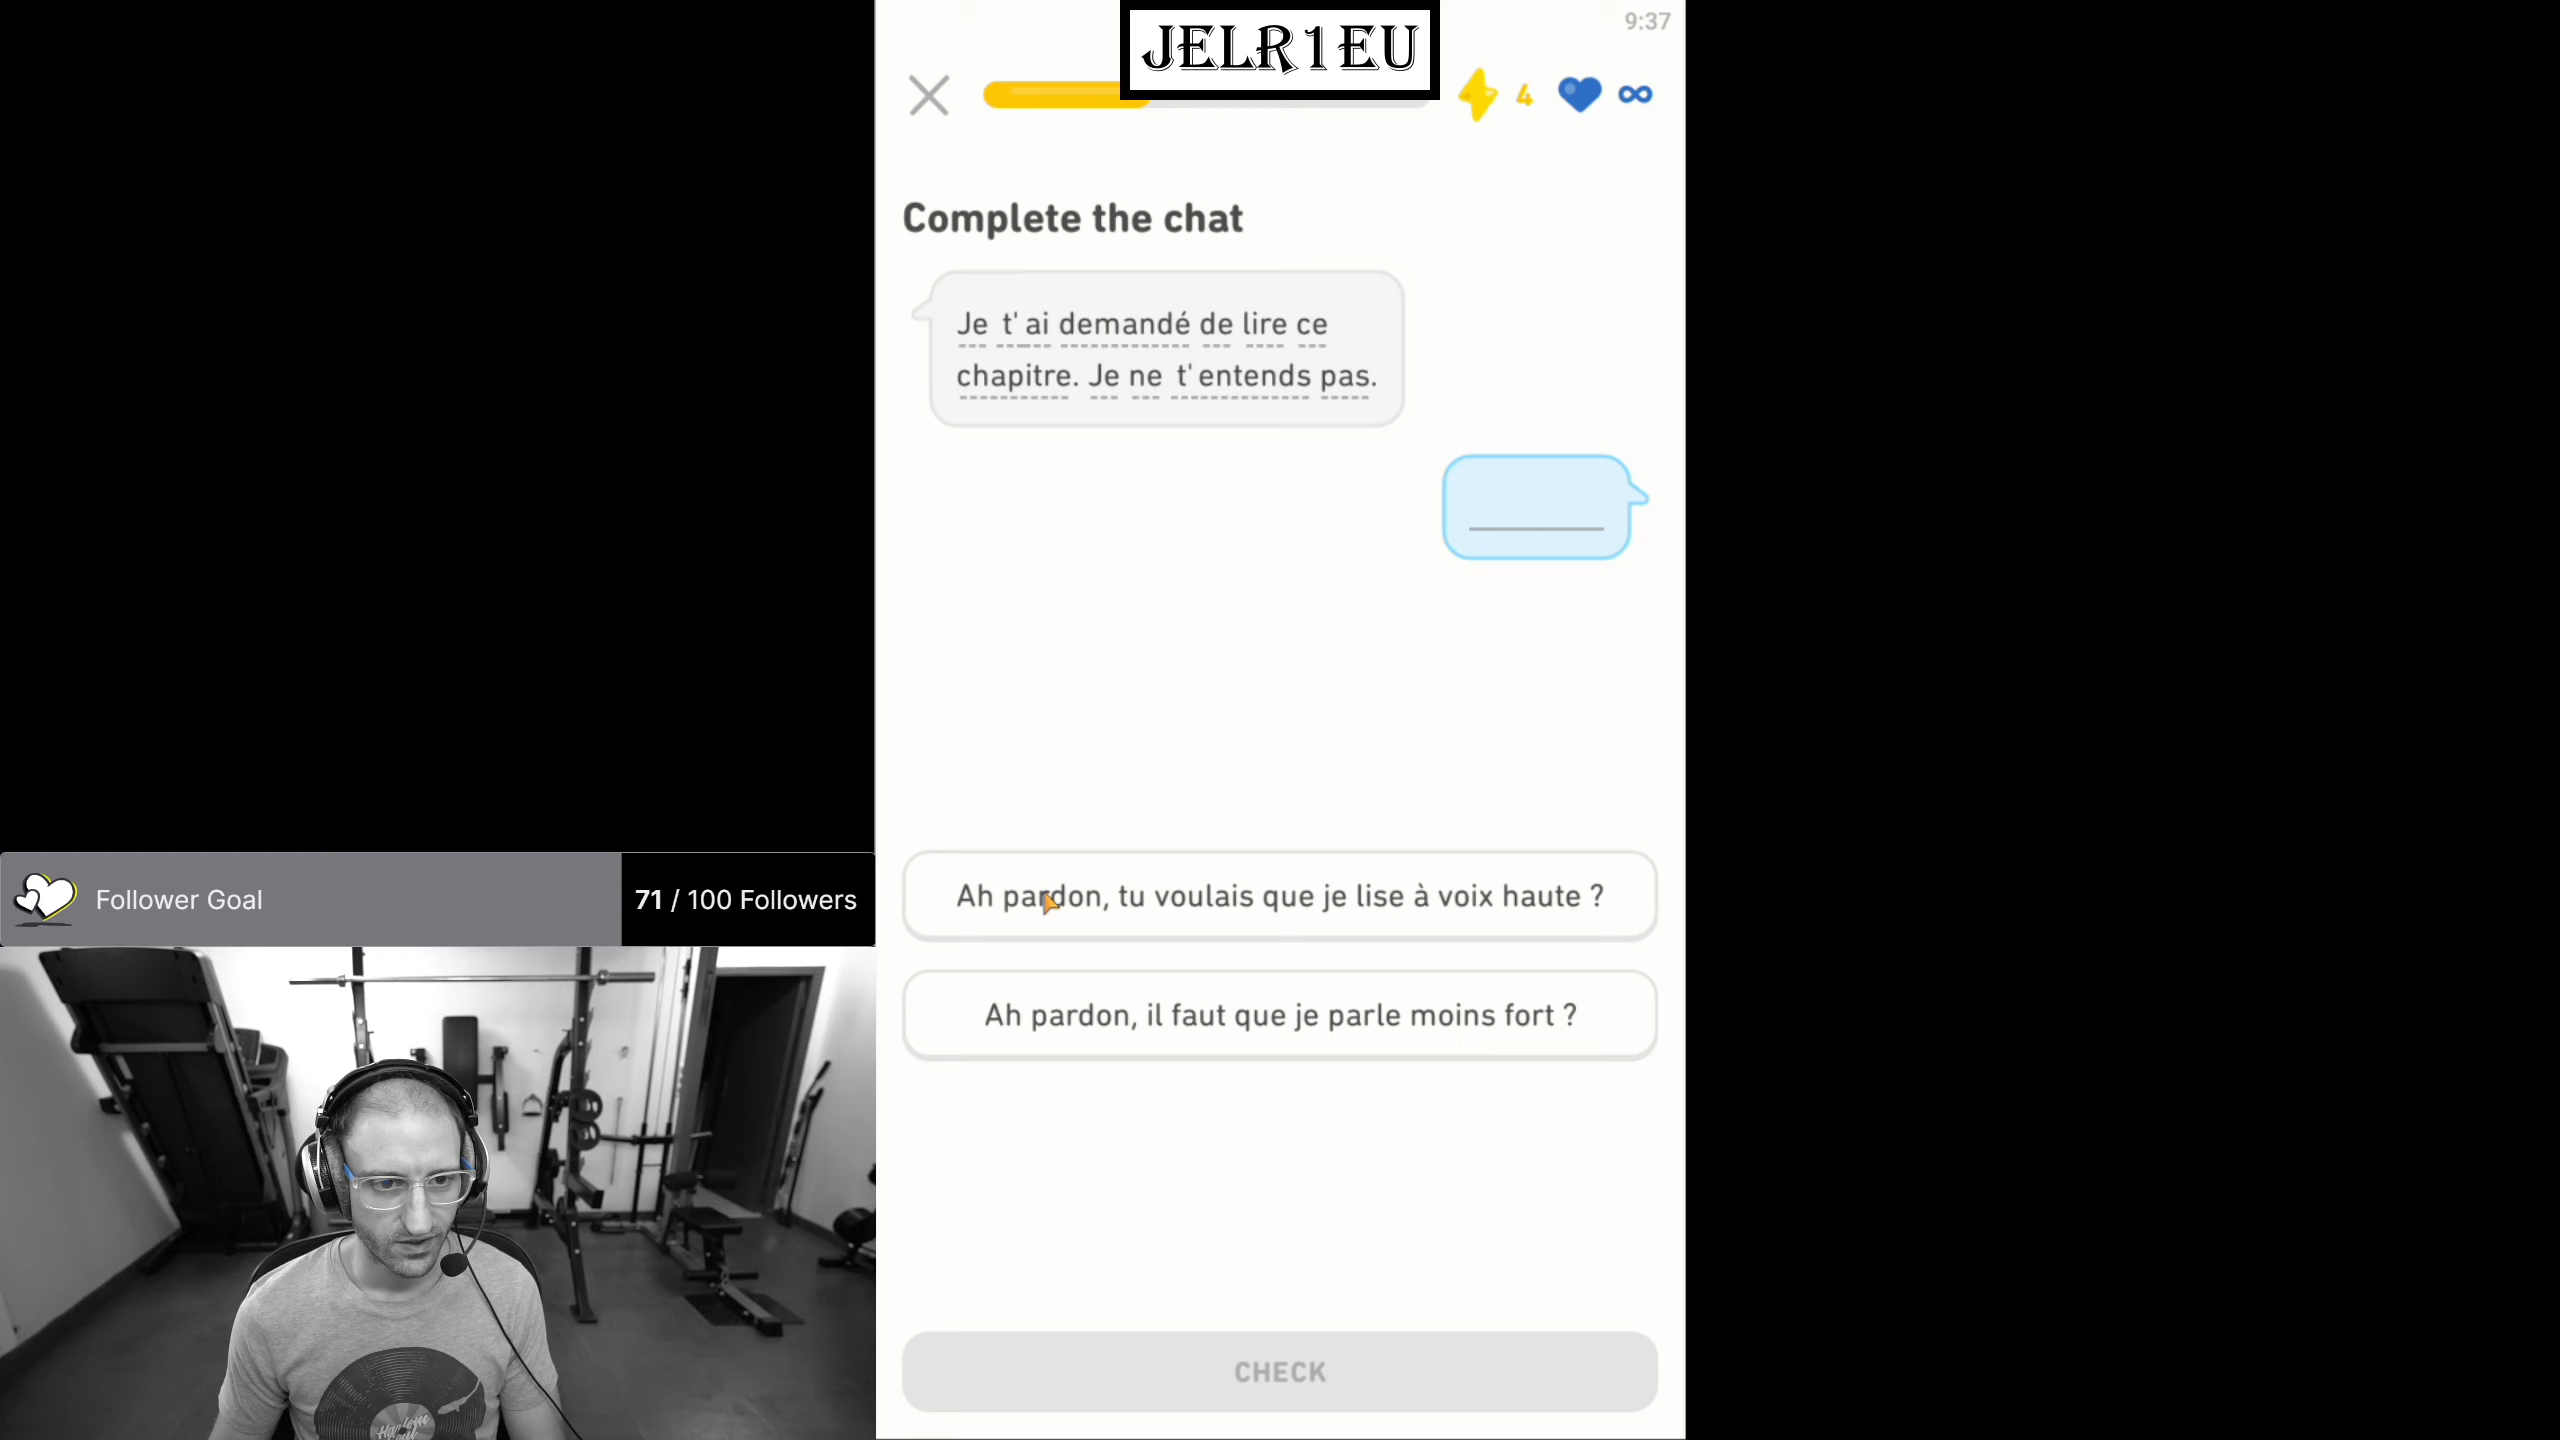 JELR1EU
9:37
4 ∞
Complete the chat
Je t'ai demandé de lire ce
chapitre. Je ne t'entends pas.
Ah pardon, tu voulais que je lise à voix haute ?
Follower Goal
71 / 100 Followers
Ah pardon, il faut que je parle moins fort ?
CHECK
Harlem